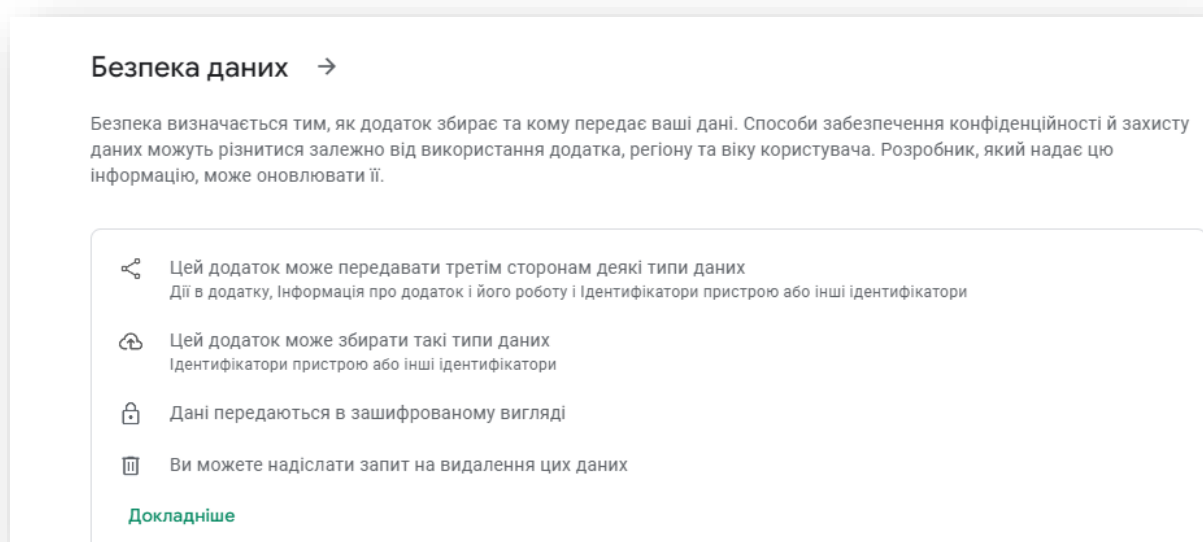 Безпека даних
Безпека визначається тим, як додаток збирає та кому передає ваші дані. Способи забезпечення конфіденційності й захисту
даних можуть різнитися залежно від використання додатка, регіону та віку користувача. Розробник, який надає цю
інформацію, може оновлювати її.
Цей додаток може передавати третім сторонам деякі типи даних
Дії в додатку, Інформація про додаток і його роботу і Ідентифікатори пристрою або інші ідентифікатори
Цей додаток може збирати такі типи даних
Ідентифікатори пристрою або інші ідентифікатори
Дані передаються в зашифрованому вигляді
Ви можете надіслати запит на видалення цих даних
Докладніше